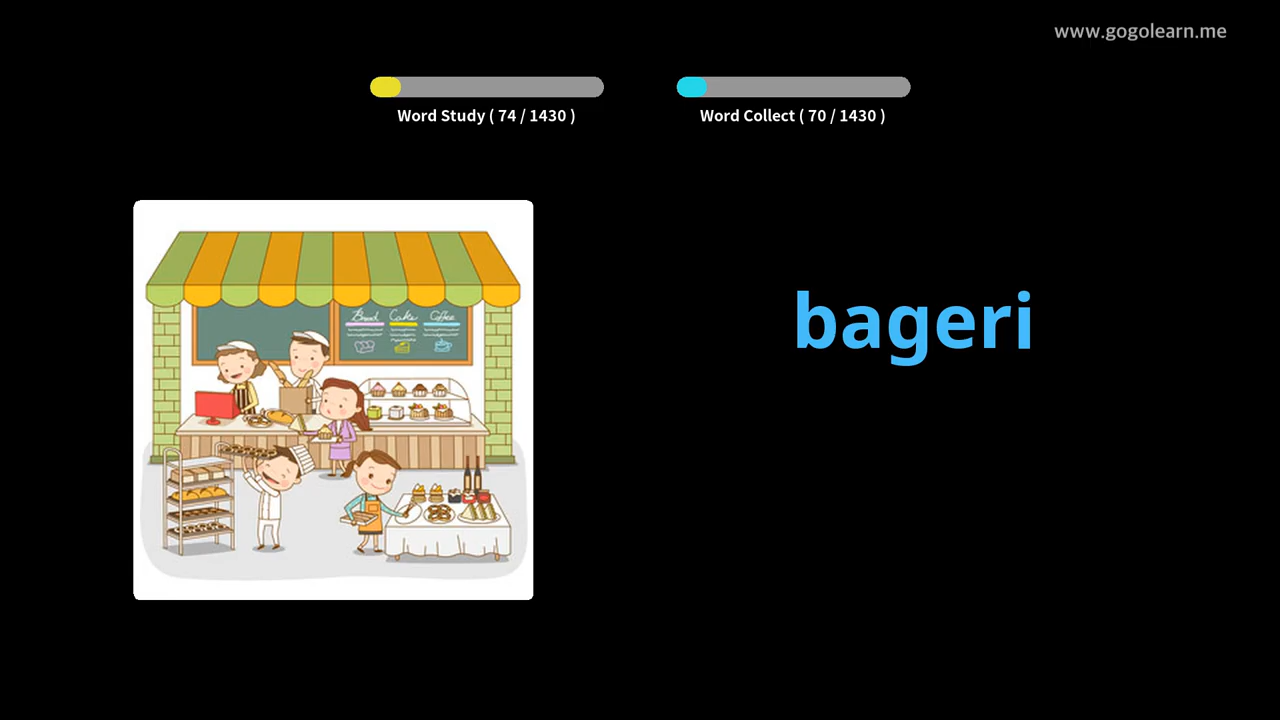 www.gogolearn.me
Word Study ( 74 / 1430 )
Word Collect ( 70 / 1430 )
Bread Cake Coffee
bageri